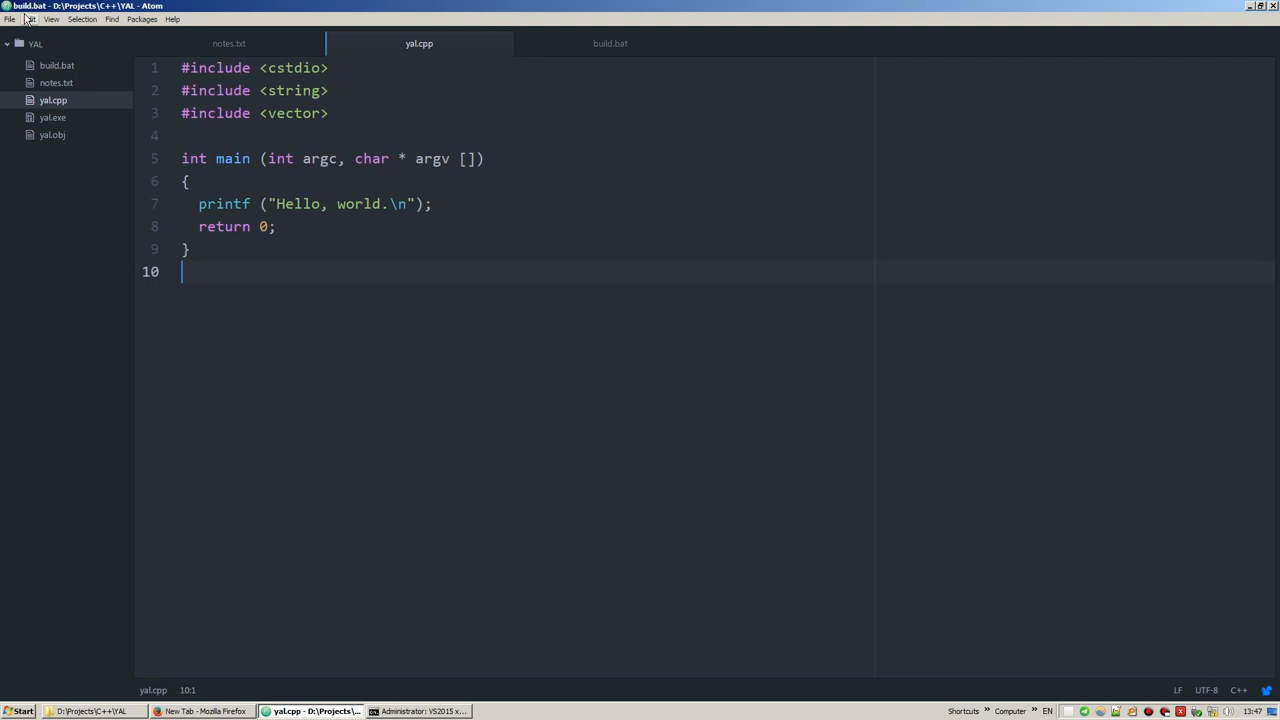 build.bat - D:\Projects\C++\YAL - Atom
File View Selection Find Packages Help
YAL
build.bat
notes.txt
yal.cpp
yal.exe
yal.obj
notes.txt yal.cpp build.bat
1 #include <cstdio>
2 #include <string>
3 #include <vector>
4
5 int main (int argc, char * argv [])
6 {
7 printf ("Hello, world.\n");
8 return 0;
9 }
10
yal.cpp 10:1 LF UTF-8 C++
Start D:\Projects\C++\YAL New Tab - Mozilla Firefox yal.cpp - D:\Projects\... Administrator: VS2015 x... Shortcuts » Computer » EN 13:47